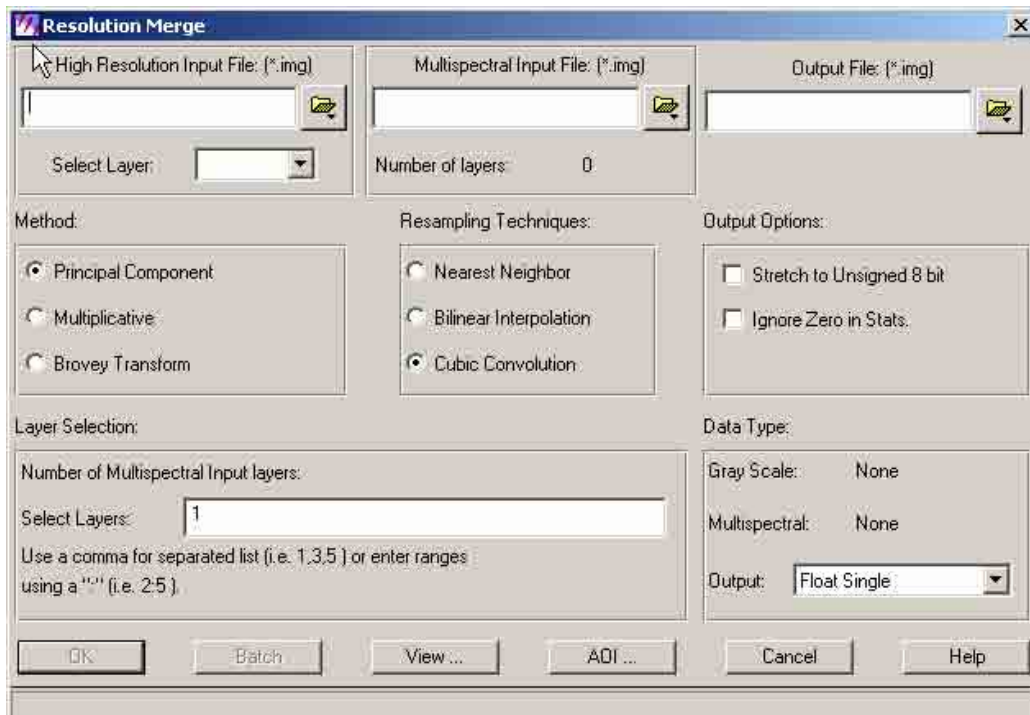 Resolution Merge
High Resolution Input File: (*.img)
Multispectral Input File: (*.img)
Output File: (*.img)
Select Layer:
Number of layers: 0
Method:
Resampling Techniques:
Output Options:
Principal Component
Nearest Neighbor
Stretch to Unsigned 8 bit
Multiplicative
Bilinear Interpolation
Ignore Zero in Stats.
Brovey Transform
Cubic Convolution
Layer Selection:
Data Type:
Number of Multispectral Input layers:
Gray Scale: None
Select Layers: 1
Multispectral: None
Use a comma for separated list (i.e. 1,3,5 ) or enter ranges
using a ":" (i.e. 2:5 ).
Output: Float Single
OK
Batch
View ...
AOI ...
Cancel
Help